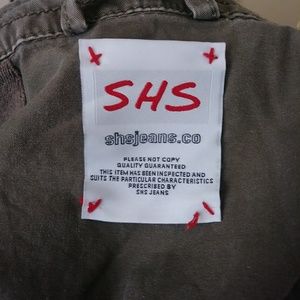 SHS
shsjeans.co
PLEASE NOT COPY
QUALITY GUARANTEED
THIS ITEM HAS BEEN INSPECTED AND
SUITS THE PARTICULAR CHARACTERISTICS
PRESCRIBED BY
SHS JEANS